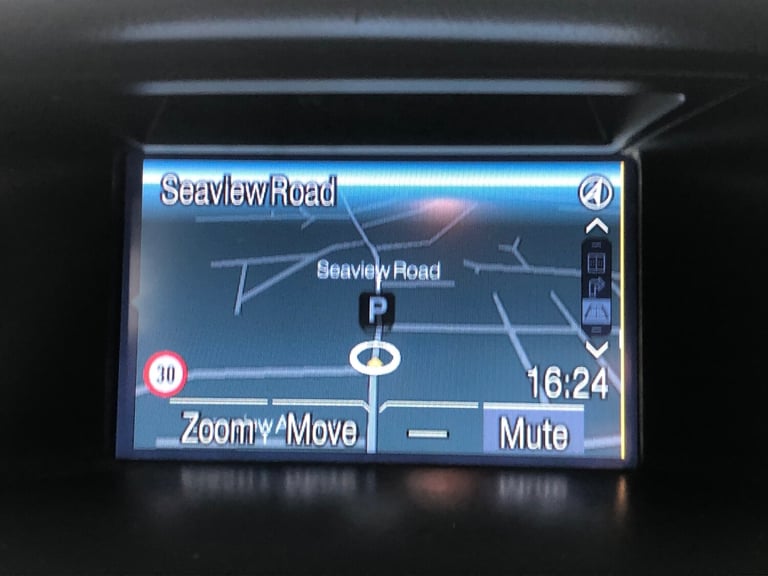 Seaview Road
Seaview Road
P
30
16:24
Zoom Move — Mute